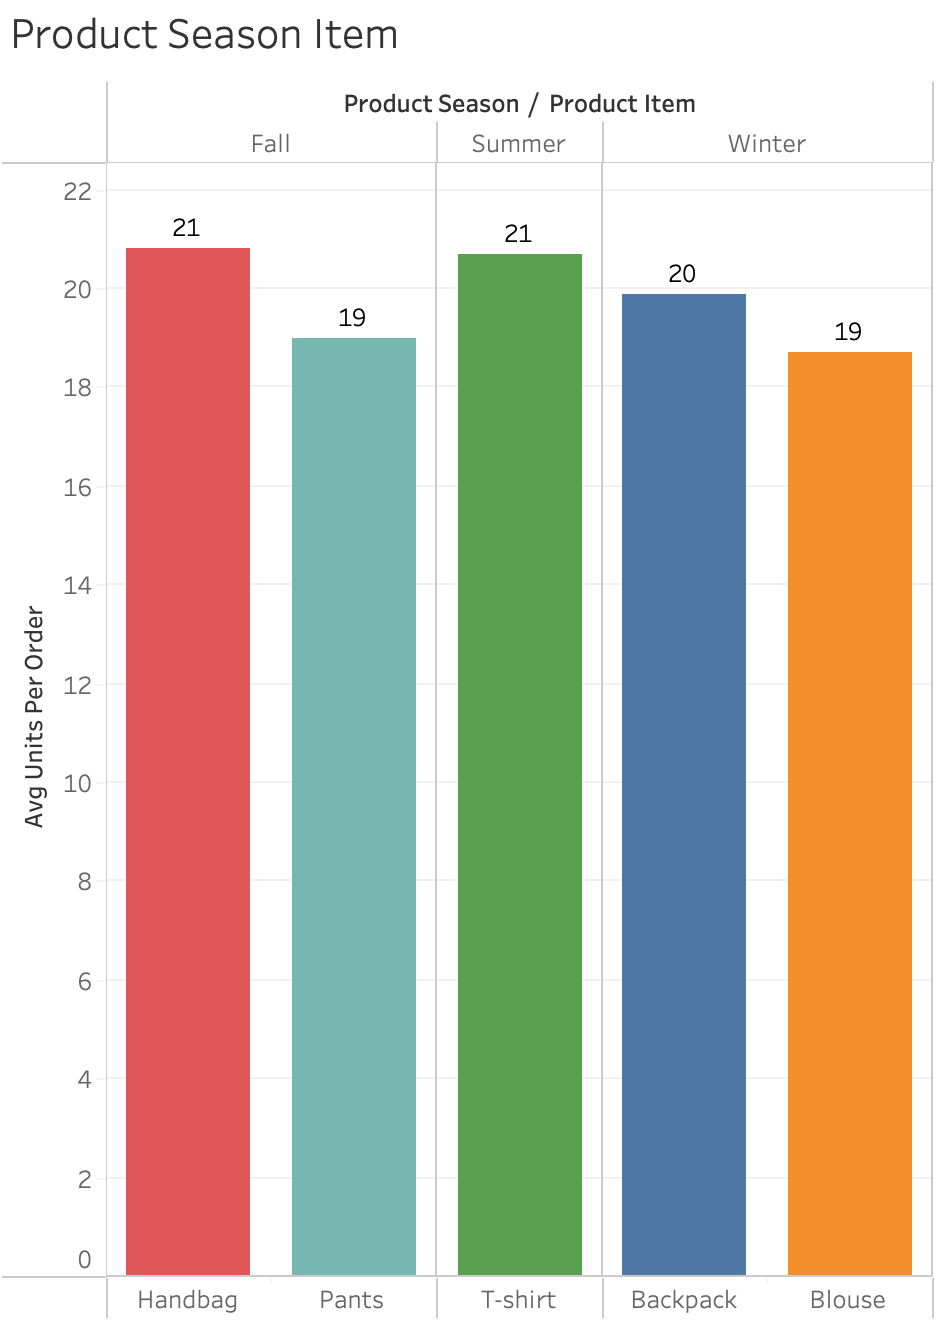 Product Season Item
Product Season / Product Item
Fall Summer Winter
22
20
18
16
14
12
10
8
6
4
2
0
Avg Units Per Order
21 19 21 20 19
Handbag Pants T-shirt Backpack Blouse